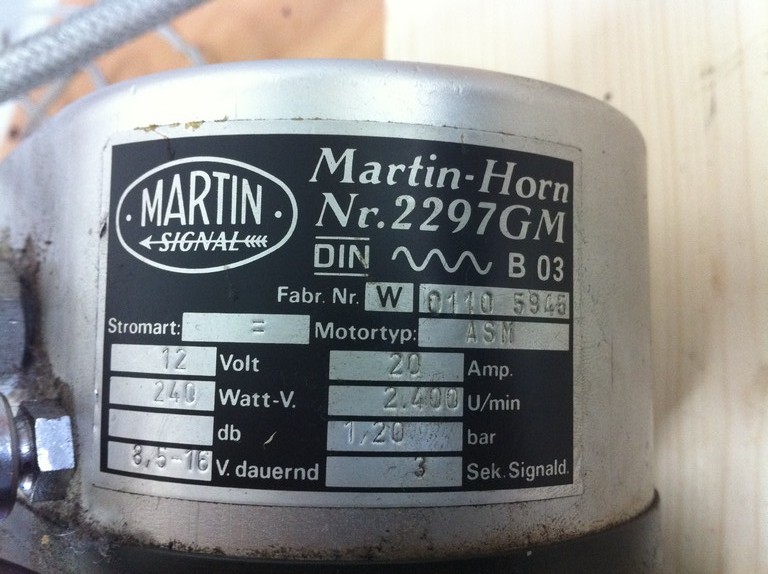 MARTIN
SIGNAL
Martin-Horn
Nr. 2297GM
DIN B 03
Fabr. Nr. W 0110 5945
Stromart: = Motortyp: ASM
12 Volt 20 Amp.
240 Watt-V. 2.400 U/min
db 1,20 bar
8,5-16 V. dauernd 3 Sek. Signald.